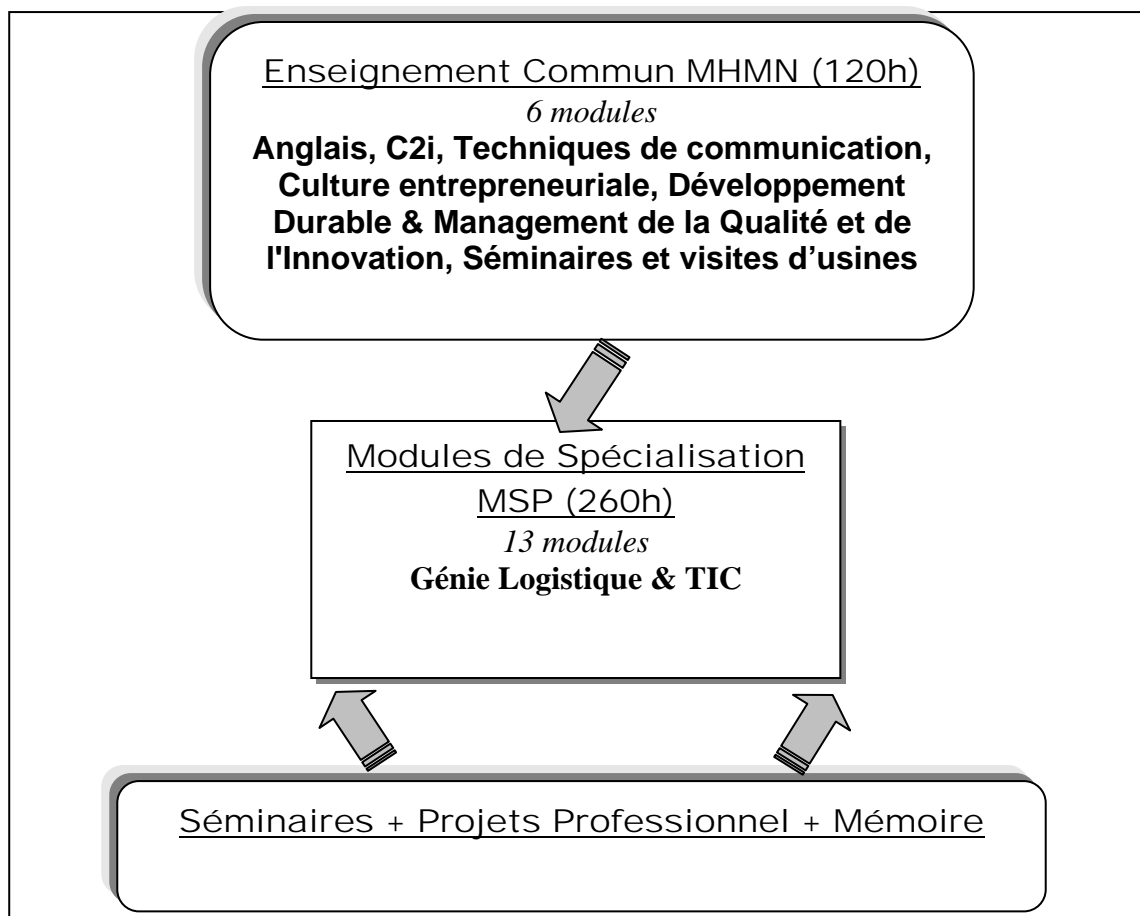 Enseignement Commun MHMN (120h)
6 modules
Anglais, C2i, Techniques de communication,
Culture entrepreneuriale, Développement
Durable & Management de la Qualité et de
l'Innovation, Séminaires et visites d’usines
Modules de Spécialisation
MSP (260h)
13 modules
Génie Logistique & TIC
Séminaires + Projets Professionnel + Mémoire